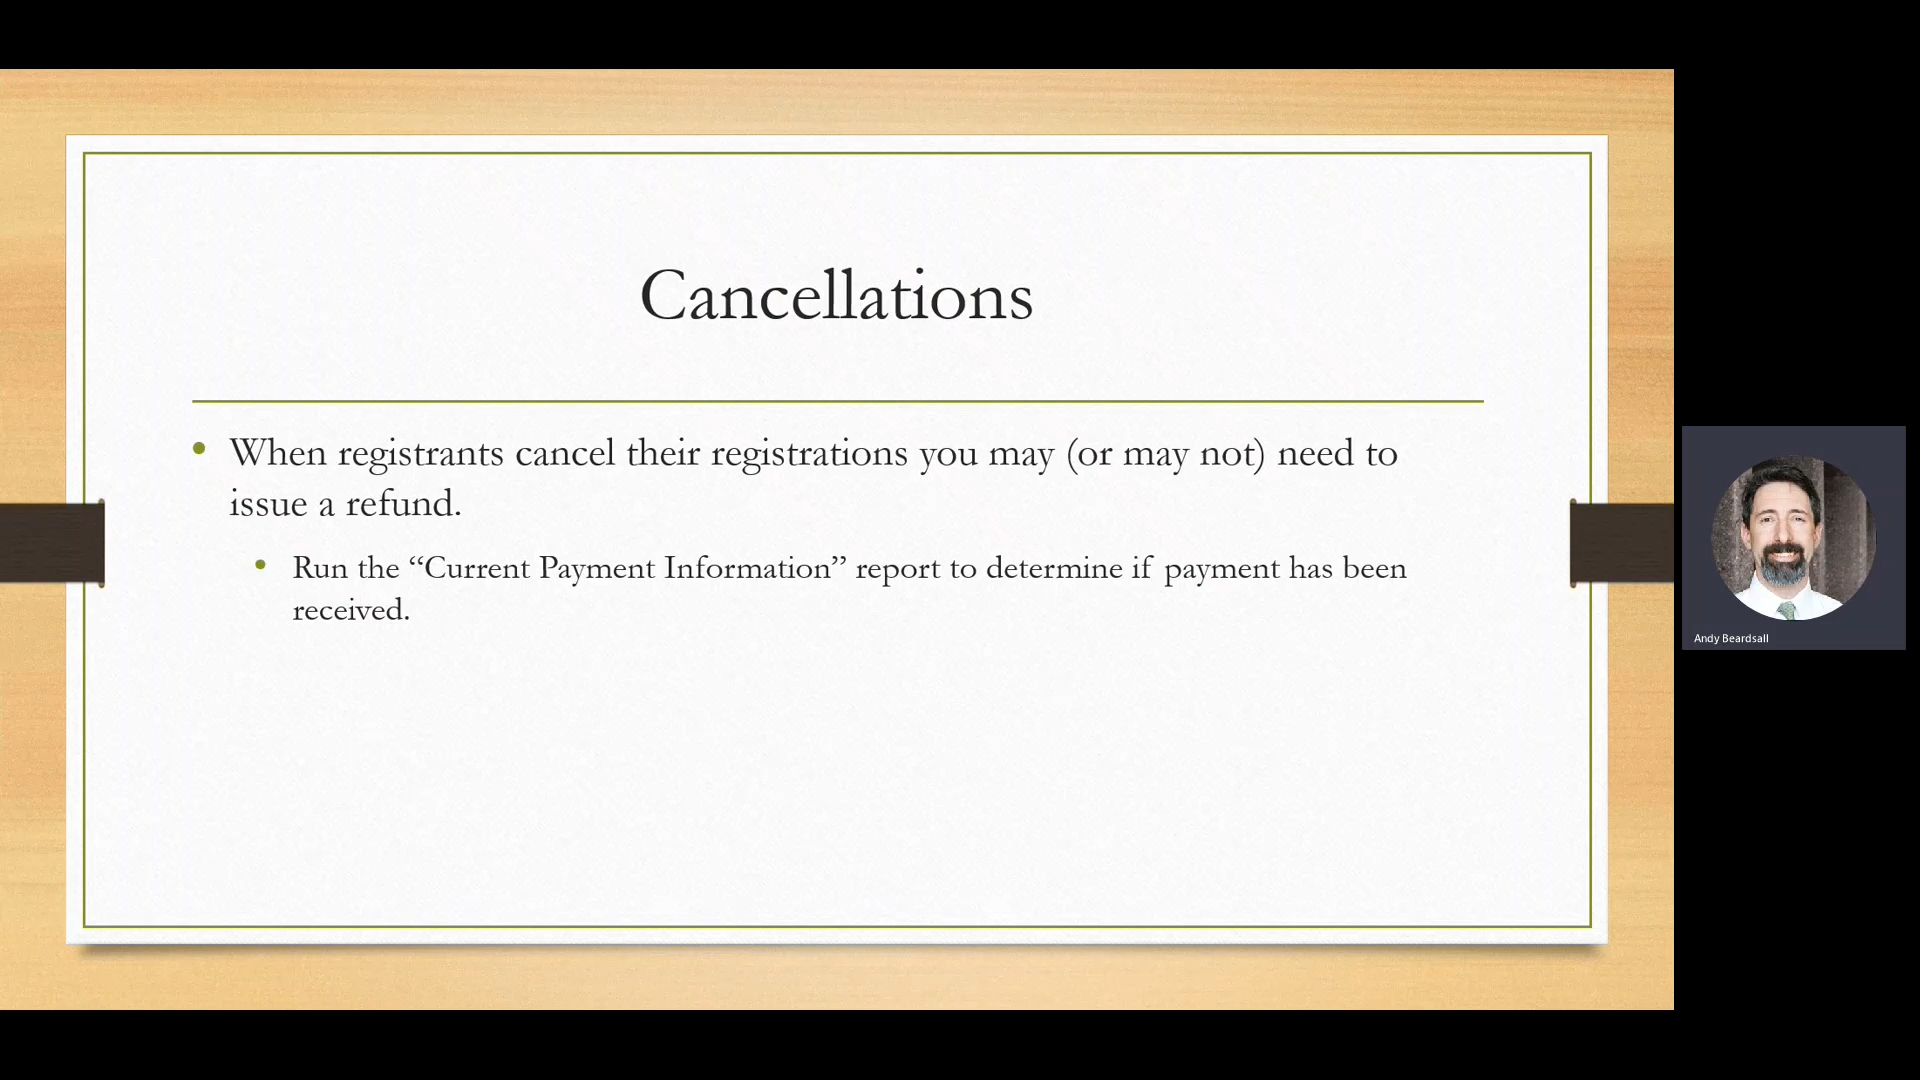 Cancellations
• When registrants cancel their registrations you may (or may not) need to
issue a refund.
• Run the “Current Payment Information” report to determine if payment has been
received.
Andy Beardsall